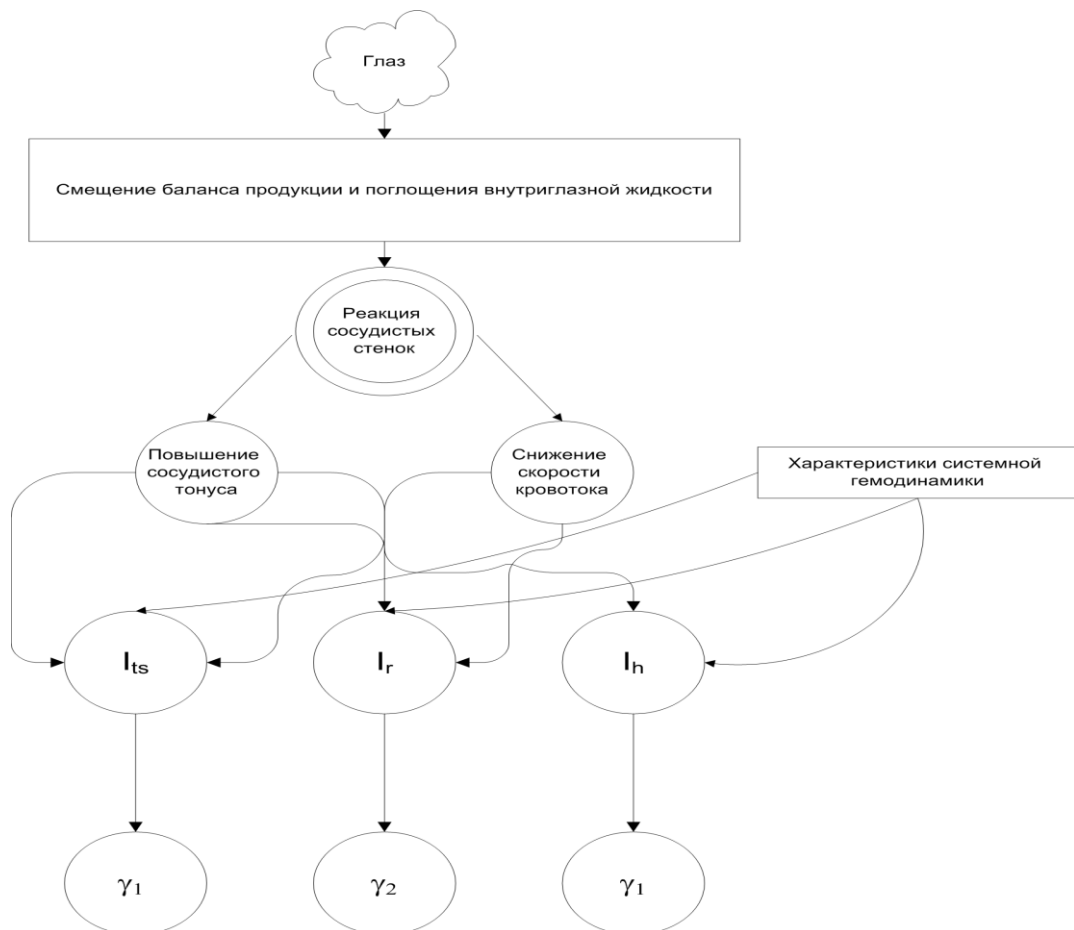 Глаз
Смещение баланса продукции и поглощения внутриглазной жидкости
Реакция
сосудистых
стенок
Повышение
сосудистого
тонуса
Снижение
скорости
кровотока
Характеристики системной
гемодинамики
Its
Ir
Ih
γ1
γ2
γ1